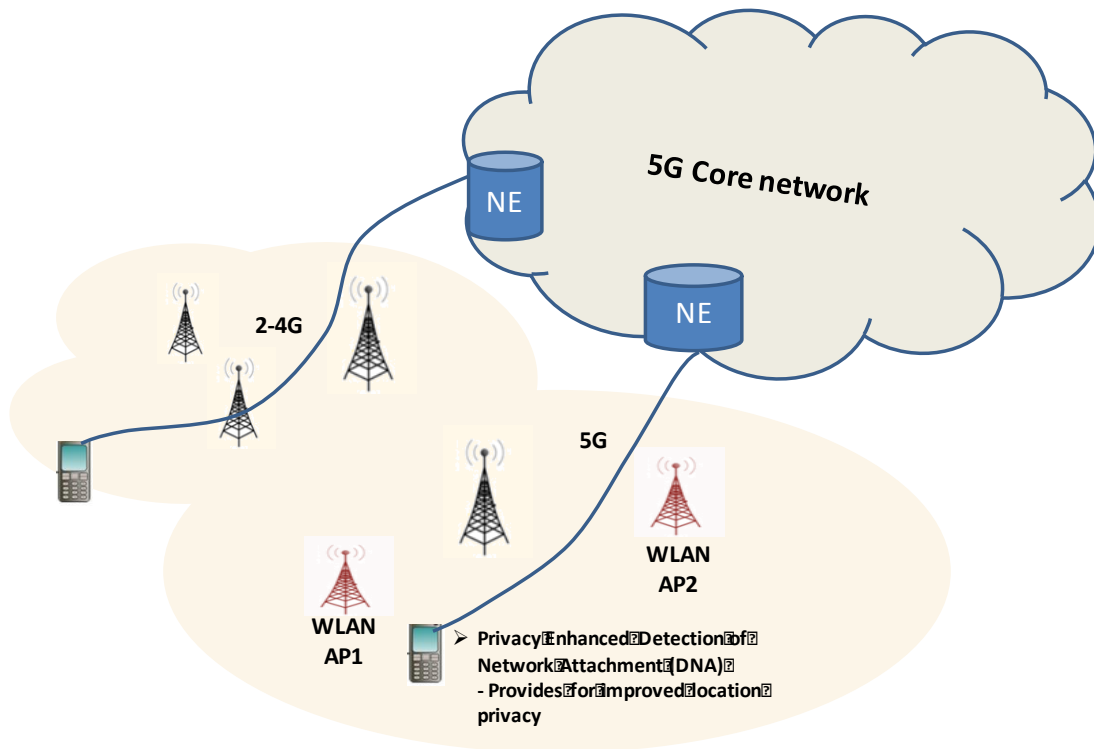 5G Core network
NE
NE
2-4G
5G
WLAN
AP2
WLAN
AP1
➢ Privacy⍰Enhanced⍰Detection⍰of⍰
Network⍰Attachment⍰(DNA)⍰
- Provides⍰for⍰improved⍰location⍰
privacy